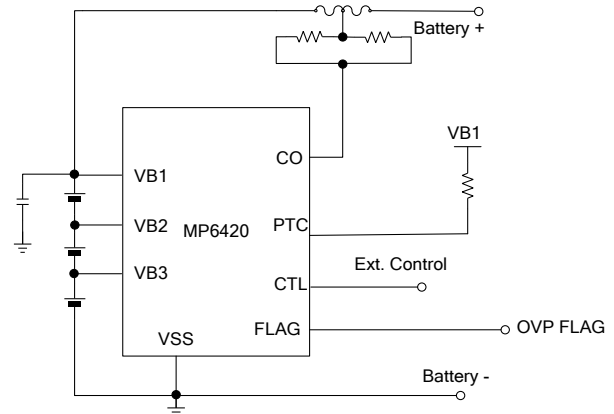 Battery +
VB1
CO
VB1
VB2
MP6420
PTC
VB3
Ext. Control
CTL
FLAG
OVP FLAG
VSS
Battery -